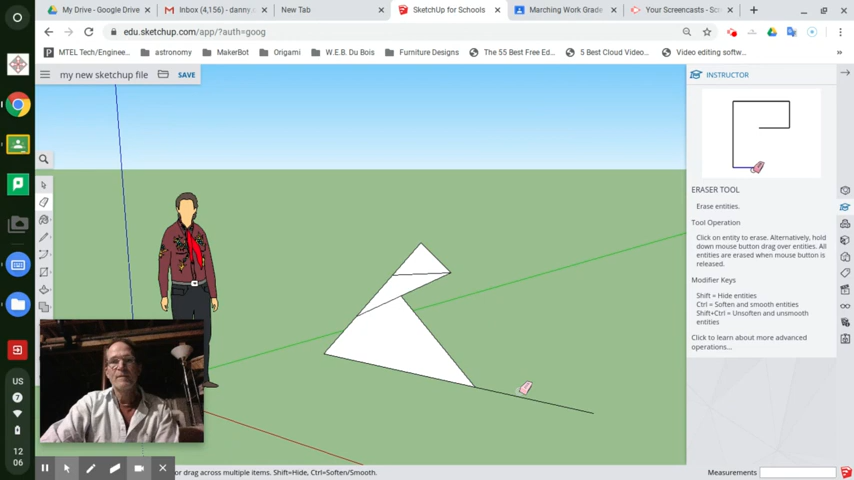 My Drive - Google Drive
Inbox (4,156) - danny
New Tab
SketchUp for Schools
Marching Work Grade
Your Screencasts - Scr
edu.sketchup.com/app/?auth=goog
MTEL Tech/Enginee...
astronomy
MakerBot
Origami
W.E.B. Du Bois
Furniture Designs
The 55 Best Free Ed...
5 Best Cloud Video...
Video editing softw...
my new sketchup file
SAVE
INSTRUCTOR
ERASER TOOL
Erase entities.
Tool Operation
Click on entity to erase. Alternatively, hold
down mouse button drag over entities. All
entities are erased when mouse button is
released.
Modifier Keys
Shift = Hide entities
Ctrl = Soften and smooth entities
Shift+Ctrl = Unsoften and unsmooth
entities
Click to learn about more advanced
operations...
US
7
12
06
or drag across multiple items. Shift=Hide, Ctrl=Soften/Smooth.
Measurements